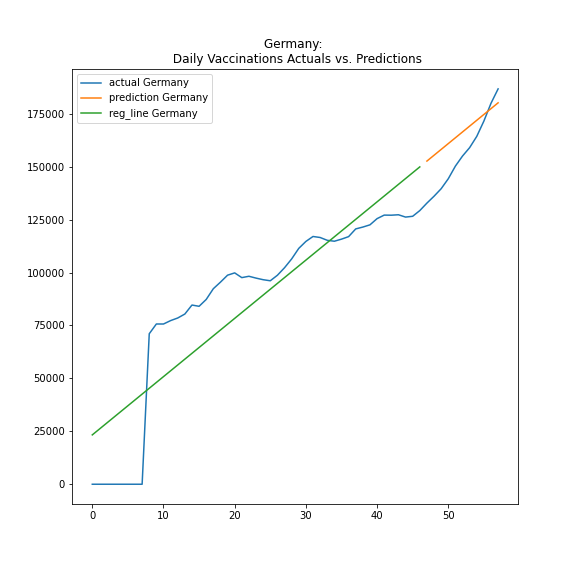 Germany:
Daily Vaccinations Actuals vs. Predictions
actual Germany
prediction Germany
reg_line Germany
175000
150000
125000
100000
75000
50000
25000
0
0 10 20 30 40 50